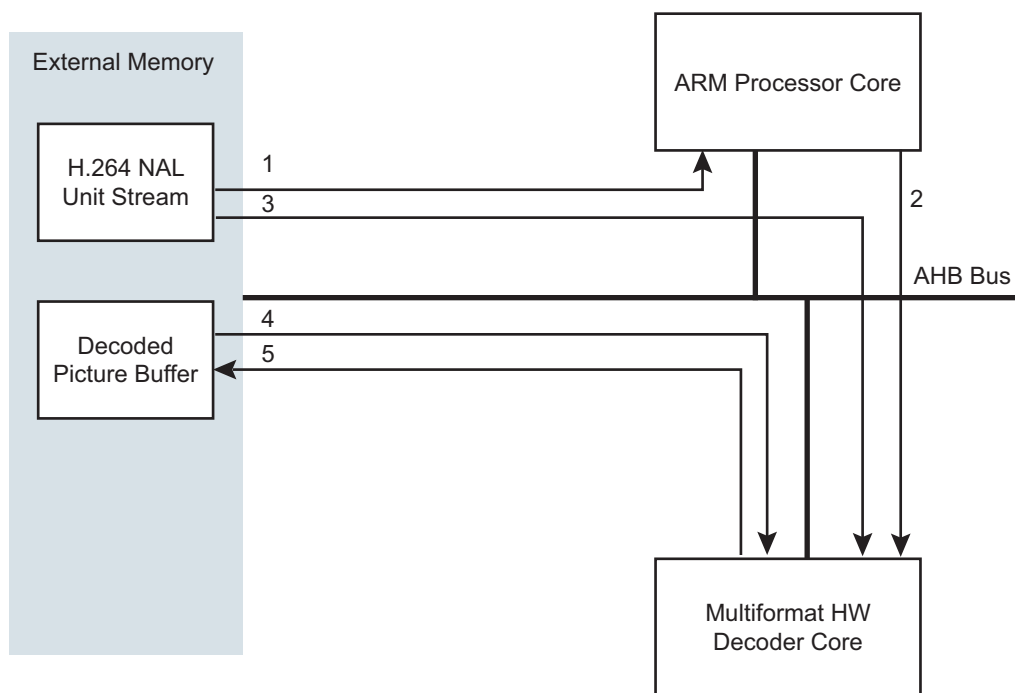 External Memory
H.264 NAL
Unit Stream
Decoded
Picture Buffer
ARM Processor Core
1
3
2
AHB Bus
4
5
Multiformat HW
Decoder Core